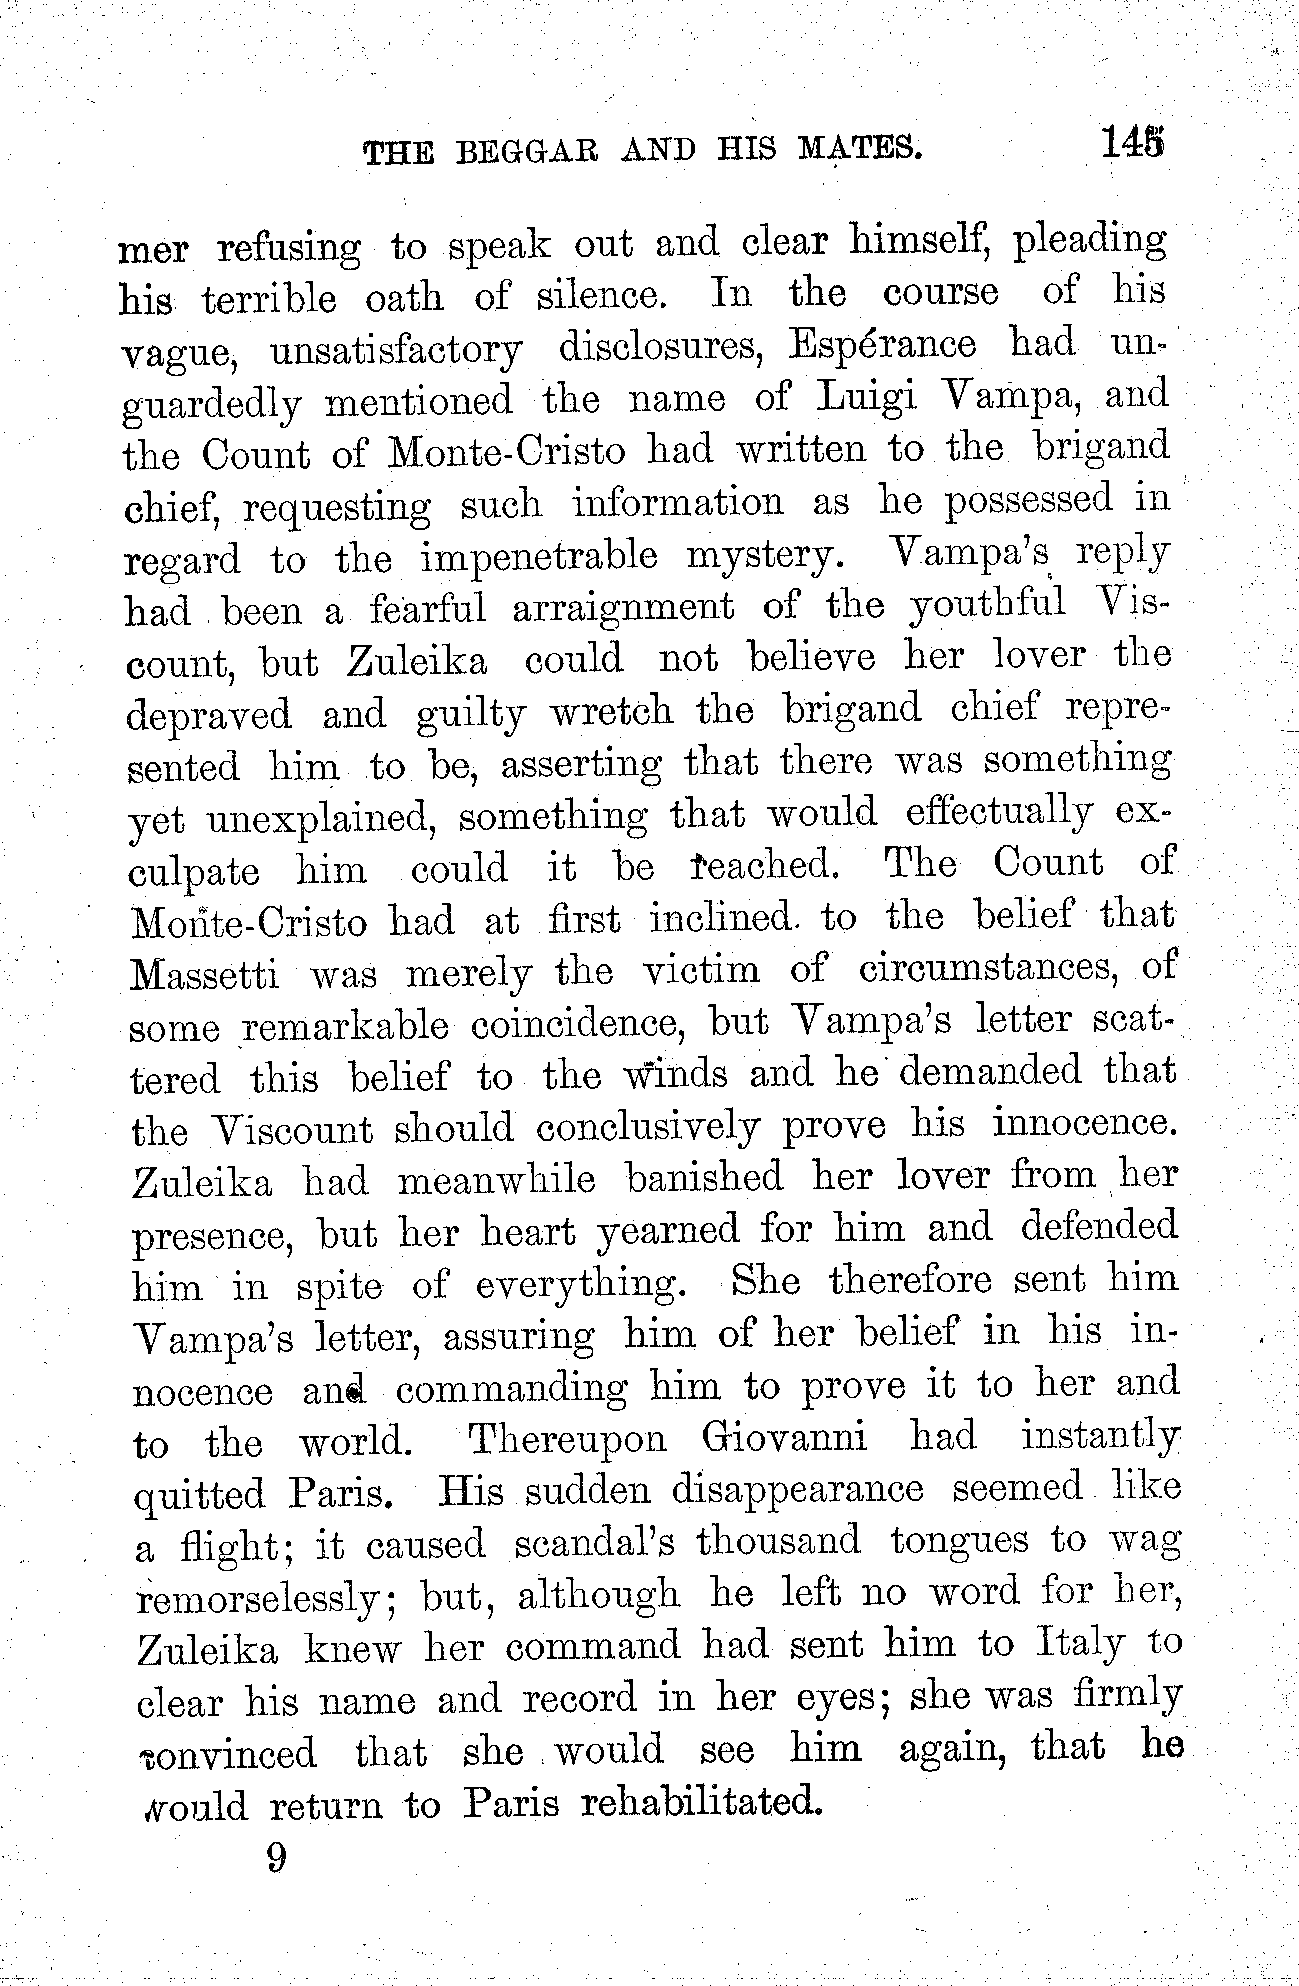 THE BEGGAR AND HIS MATES. 145
mer refusing to speak out and clear himself, pleading
his terrible oath of silence. In the course of his
vague, unsatisfactory disclosures, Espérance had un-
guardedly mentioned the name of Luigi Vampa, and
the Count of Monte-Cristo had written to the brigand
chief, requesting such information as he possessed in
regard to the impenetrable mystery. Vampa's reply
had been a fearful arraignment of the youthful Vis-
count, but Zuleika could not believe her lover the
depraved and guilty wretch the brigand chief repre-
sented him to be, asserting that there was something
yet unexplained, something that would effectually ex-
culpate him could it be reached. The Count of
Monte-Cristo had at first inclined to the belief that
Massetti was merely the victim of circumstances, of
some remarkable coincidence, but Vampa's letter scat-
tered this belief to the winds and he demanded that
the Viscount should conclusively prove his innocence.
Zuleika had meanwhile banished her lover from her
presence, but her heart yearned for him and defended
him in spite of everything. She therefore sent him
Vampa's letter, assuring him of her belief in his in-
nocence and commanding him to prove it to her and
to the world. Thereupon Giovanni had instantly
quitted Paris. His sudden disappearance seemed like
a flight; it caused scandal's thousand tongues to wag
remorselessly; but, although he left no word for her,
Zuleika knew her command had sent him to Italy to
clear his name and record in her eyes; she was firmly
convinced that she would see him again, that he
would return to Paris rehabilitated.
9